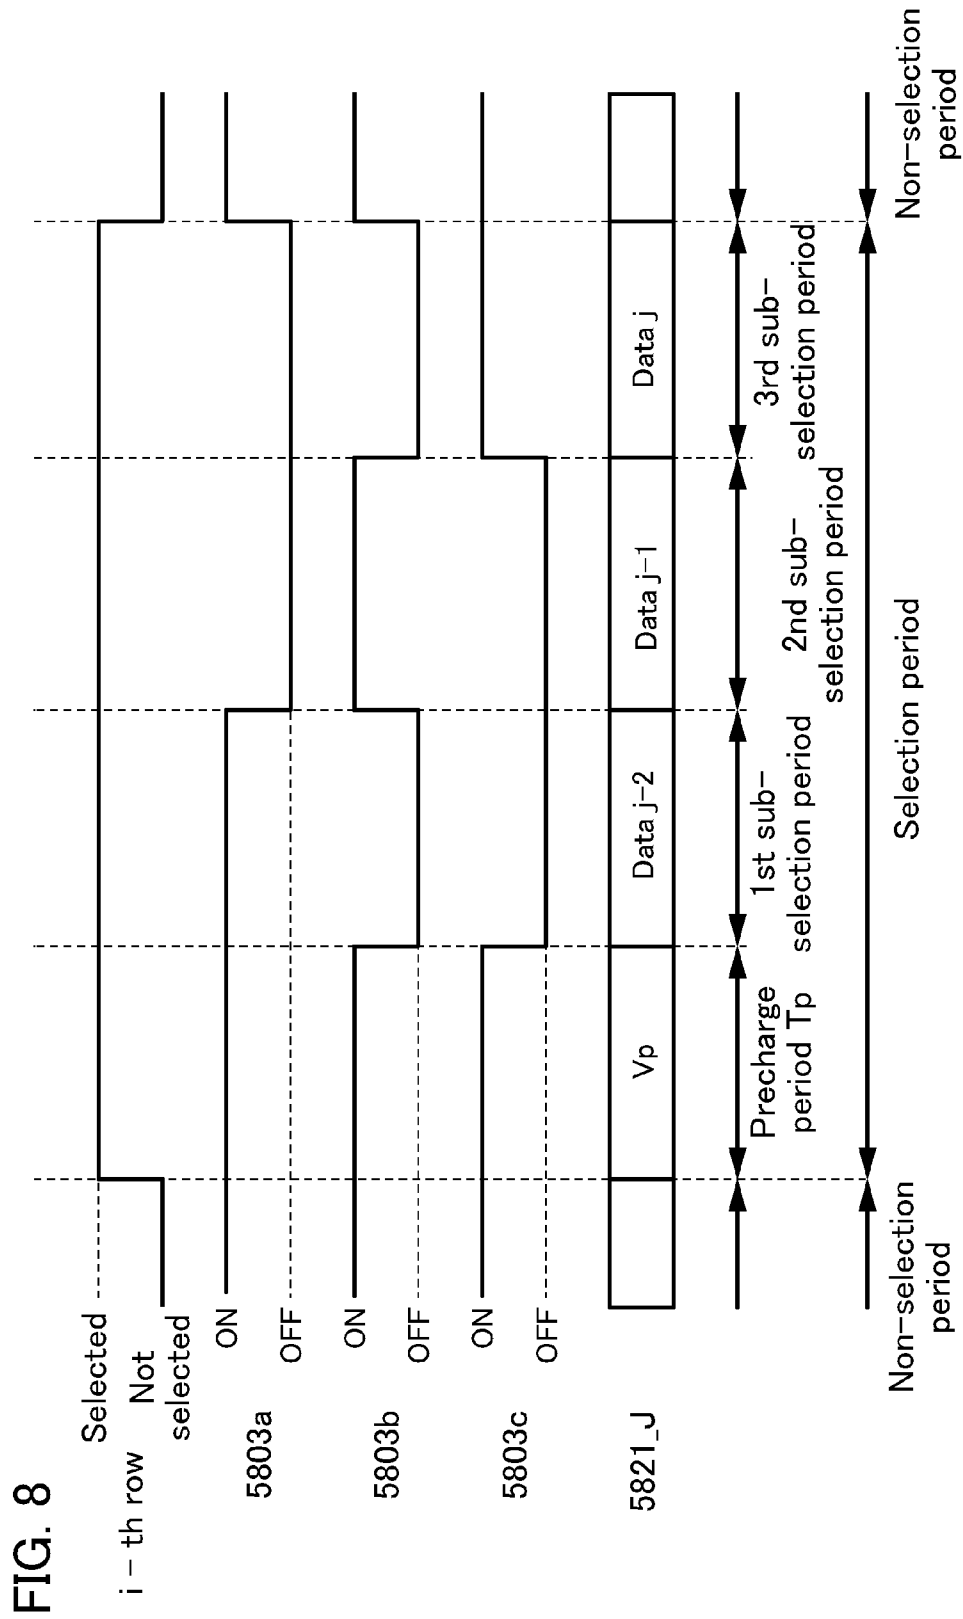 FIG. 8
i-th row
Selected
Not
selected
5803a
ON
OFF
5803b
ON
OFF
5803c
ON
OFF
5821_J
Vp
Data j-2
Data j-1
Data j
Precharge
period Tp
1st sub-
selection period
2nd sub-
selection period
3rd sub-
selection period
Non-selection
period
Selection period
Non-selection
period